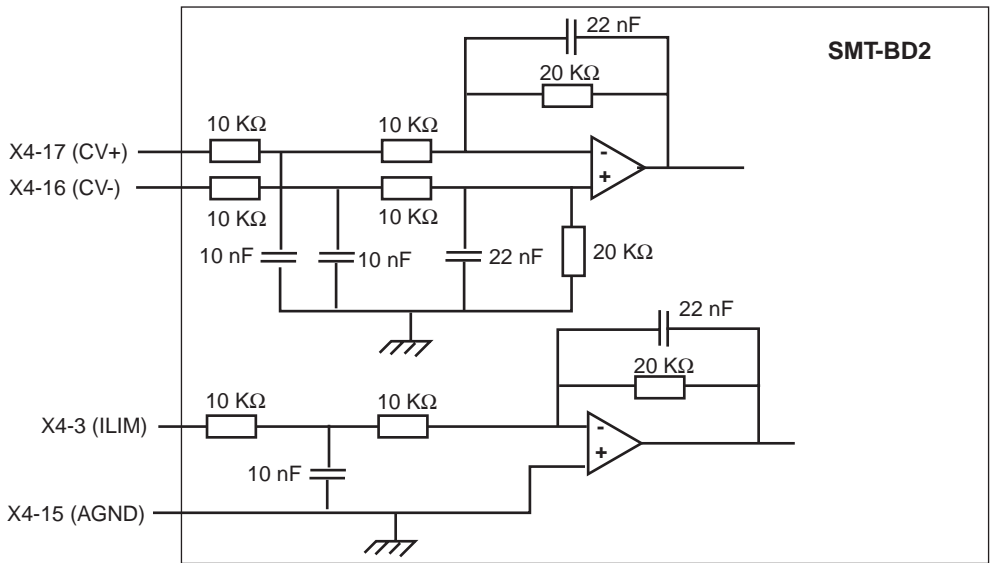 22 nF
SMT-BD2
20 KΩ
10 KΩ
10 KΩ
X4-17 (CV+)
-
X4-16 (CV-)
+
10 KΩ
10 KΩ
10 nF
10 nF
22 nF
20 KΩ
22 nF
20 KΩ
10 KΩ
10 KΩ
X4-3 (ILIM)
-
+
10 nF
X4-15 (AGND)